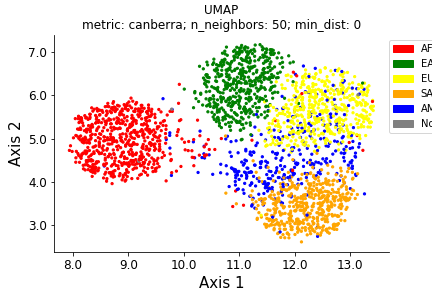 UMAP
metric: canberra; n_neighbors: 50; min_dist: 0
7.0
6.0
5.0
4.0
3.0
Axis 2
8.0 9.0 10.0 11.0 12.0 13.0
Axis 1
AF
EA
EU
SA
AM
No